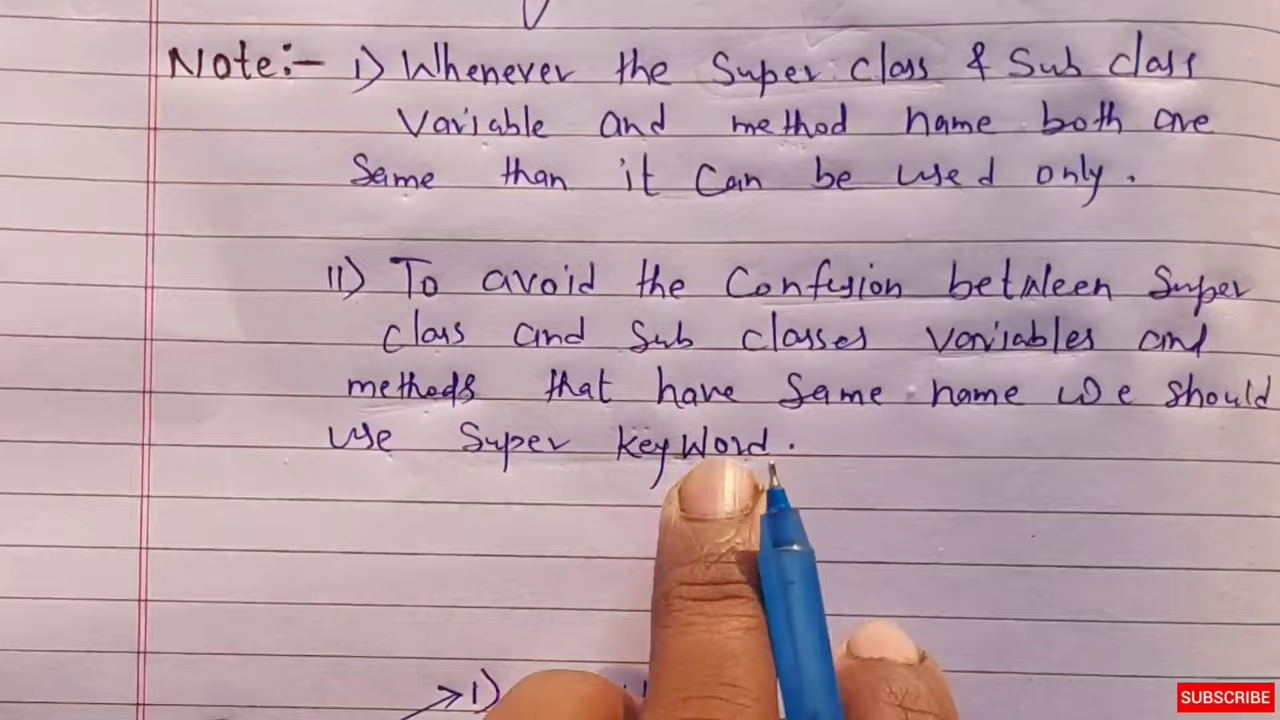 Note:- i) Whenever the Super class & Sub class
Variable and method name both are
Same than it can be used only.
ii) To avoid the Confusion between Super
class and Sub classes variables and
methods that have same name we should
use Super keyword.
→ 1)
SUBSCRIBE